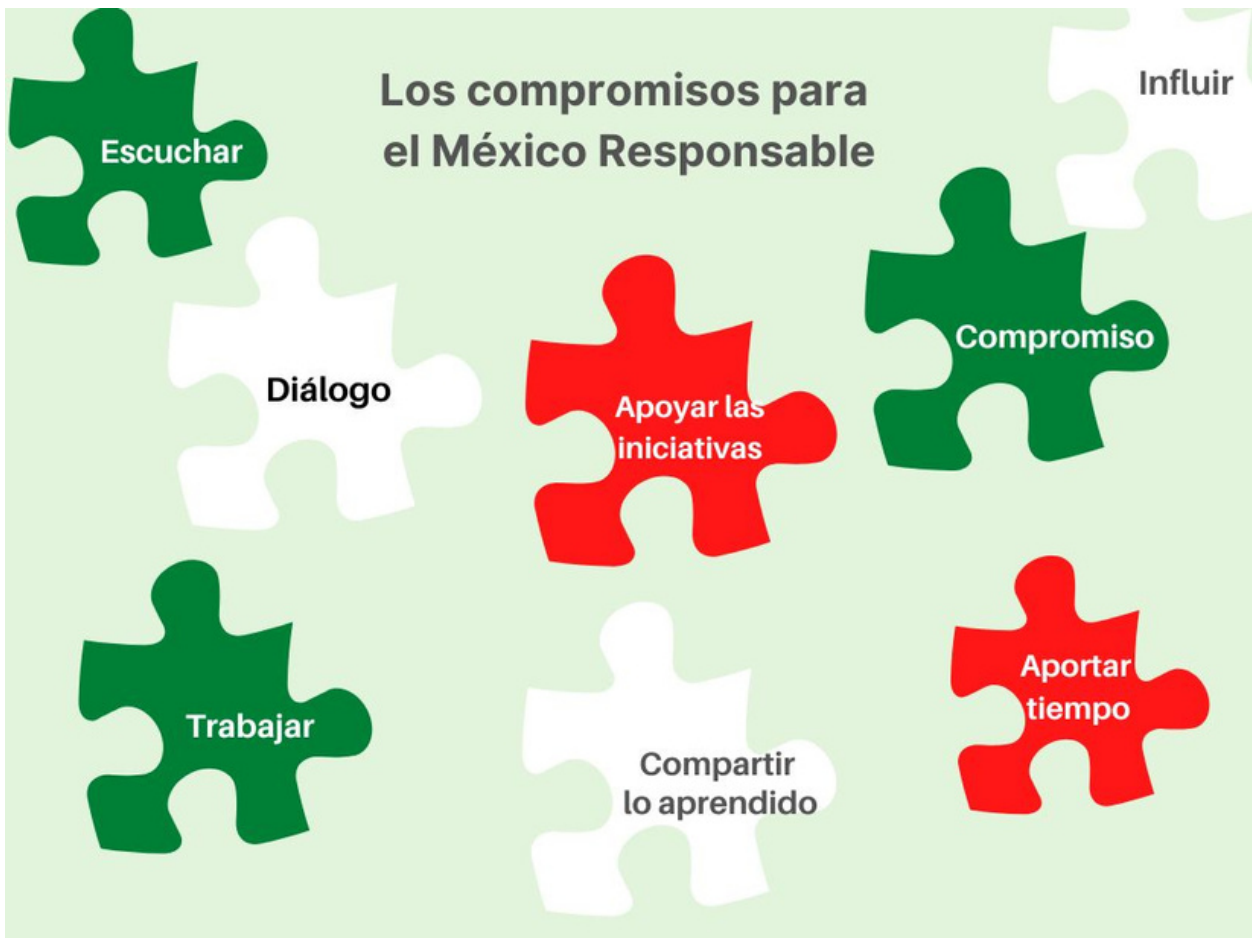 Los compromisos para
el México Responsable
Influir
Escuchar
Compromiso
Diálogo
Apoyar las
iniciativas
Aportar
tiempo
Trabajar
Compartir
lo aprendido